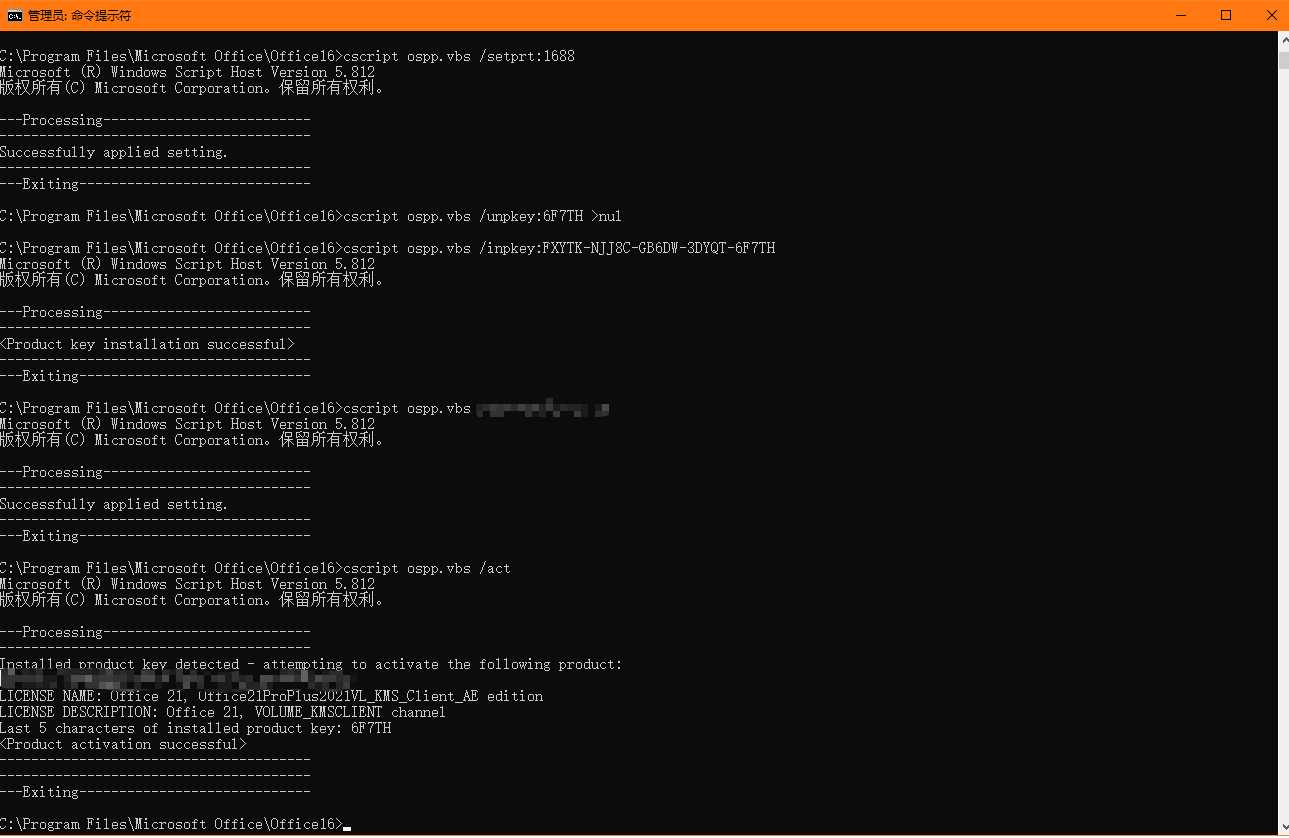 管理员: 命令提示符
C:\Program Files\Microsoft Office\Office16>cscript ospp.vbs /setprt:1688
Microsoft (R) Windows Script Host Version 5.812
版权所有(C) Microsoft Corporation。保留所有权利。
---Processing--------------------------
---------------------------------------
Successfully applied setting.
---------------------------------------
---Exiting-----------------------------
C:\Program Files\Microsoft Office\Office16>cscript ospp.vbs /unpkey:6F7TH >nul
C:\Program Files\Microsoft Office\Office16>cscript ospp.vbs /inpkey:FXYTK-NJJ8C-GB6DW-3DYQT-6F7TH
Microsoft (R) Windows Script Host Version 5.812
版权所有(C) Microsoft Corporation。保留所有权利。
---Processing--------------------------
---------------------------------------
<Product key installation successful>
---------------------------------------
---Exiting-----------------------------
C:\Program Files\Microsoft Office\Office16>cscript ospp.vbs
Microsoft (R) Windows Script Host Version 5.812
版权所有(C) Microsoft Corporation。保留所有权利。
---Processing--------------------------
---------------------------------------
Successfully applied setting.
---------------------------------------
---Exiting-----------------------------
C:\Program Files\Microsoft Office\Office16>cscript ospp.vbs /act
Microsoft (R) Windows Script Host Version 5.812
版权所有(C) Microsoft Corporation。保留所有权利。
---Processing--------------------------
---------------------------------------
Installed product key detected - attempting to activate the following product:
LICENSE NAME: Office 21, Office21ProPlus2021VL_KMS_Client_AE edition
LICENSE DESCRIPTION: Office 21, VOLUME_KMSCLIENT channel
Last 5 characters of installed product key: 6F7TH
<Product activation successful>
---------------------------------------
---------------------------------------
---Exiting-----------------------------
C:\Program Files\Microsoft Office\Office16>